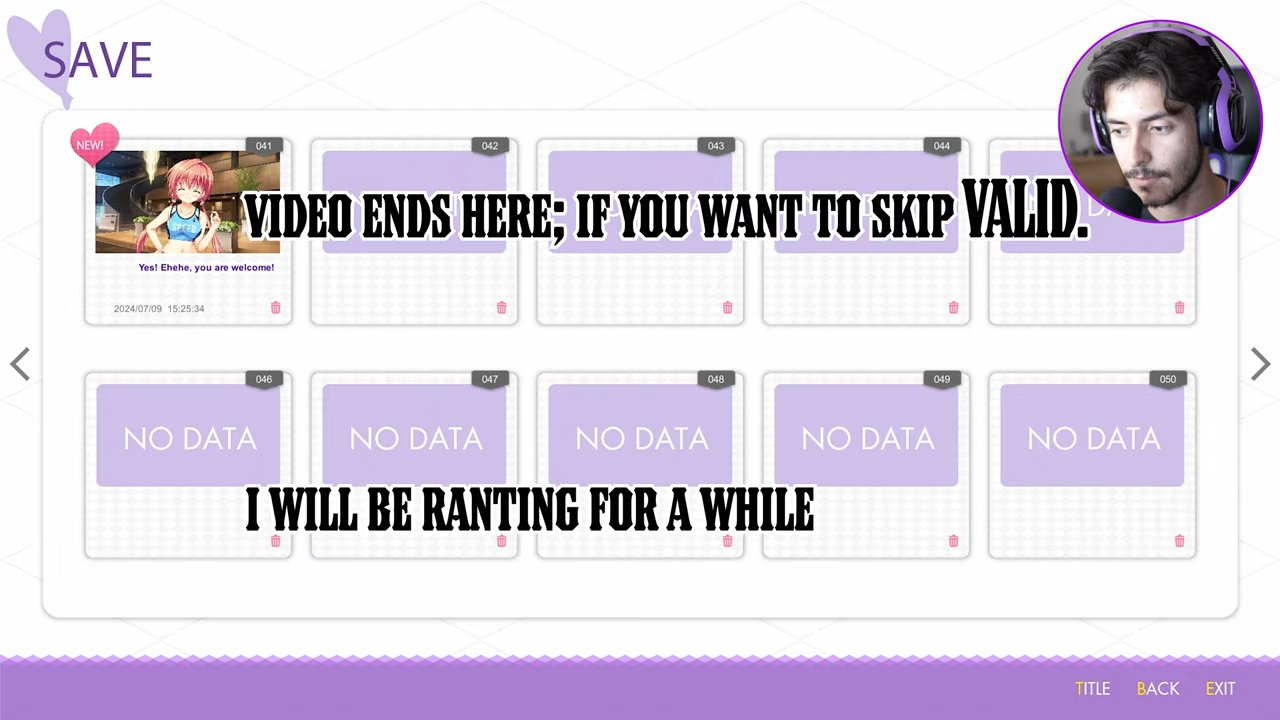 SAVE
NEW!
041
042
043
044
SPEED
VIDEO ENDS HERE; IF YOU WANT TO SKIP VALID.
Yes! Ehehe, you are welcome!
2024/07/09 15:25:34
046
047
048
049
050
NO DATA
NO DATA
NO DATA
NO DATA
NO DATA
I WILL BE RANTING FOR A WHILE
TITLE
BACK
EXIT